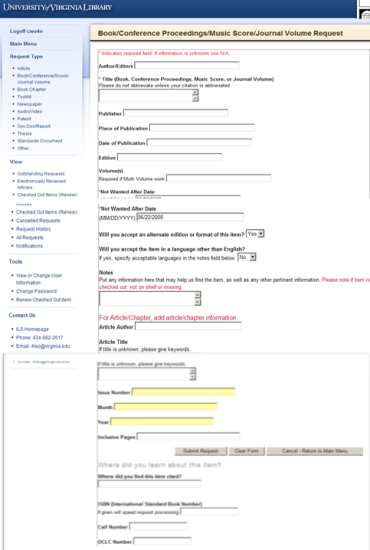 UNIVERSITY of VIRGINIA LIBRARY
Logoff cwo4n
Main Menu
Request Type
Article
Book/Conference/Score/
Journal Volume
Book Chapter
Toolkit
Newspaper
Audio/Video
Patent
Gov Doc/Report
Thesis
Standards Document
Other...
View
Outstanding Requests
Electronically Received
Articles
Checked Out Items (Renew)
Checked Out Items (Renew)
Cancelled Requests
Request History
All Requests
Notifications
Tools
View or Change User
Information
Change Password
Renew Checked Out Item
Contact Us
ILS Homepage
Phone: 434-982-2617
Email: 4leo@virginia.edu
Email: 4leo@virginia.edu
Book/Conference Proceedings/Music Score/Journal Volume Request
* Indicates required field. If information is unknown use N/A.
Author/Editors
* Title (Book, Conference Proceedings, Music Score, or Journal Volume)
Please do not abbreviate unless your citation is abbreviated
Publisher
Place of Publication
Date of Publication
Edition
Volume(s)
Required if Multi Volume work.
*Not Wanted After Date
*Not Wanted After Date
(MM/DD/YYYY) 06/22/2008
Will you accept an alternate edition or format of this item? Yes
Will you accept the item in a language other than English?
If yes, specify acceptable languages in the notes field below. No
Notes
Put any information here that may help us find the item, as well as any other pertinent information. Please note if item is
checked out, not on shelf or missing.
For Article/Chapter, add article/chapter information
Article Author
Article Title
If title is unknown, please give keywords.
If title is unknown, please give keywords.
Issue Number
Month
Year
Inclusive Pages
Submit Request Clear Form Cancel - Return to Main Menu
Where did you learn about this item?
Where did you find this item cited?
ISBN (International Standard Book Number)
If given will speed request processing.
Call Number
OCLC Number